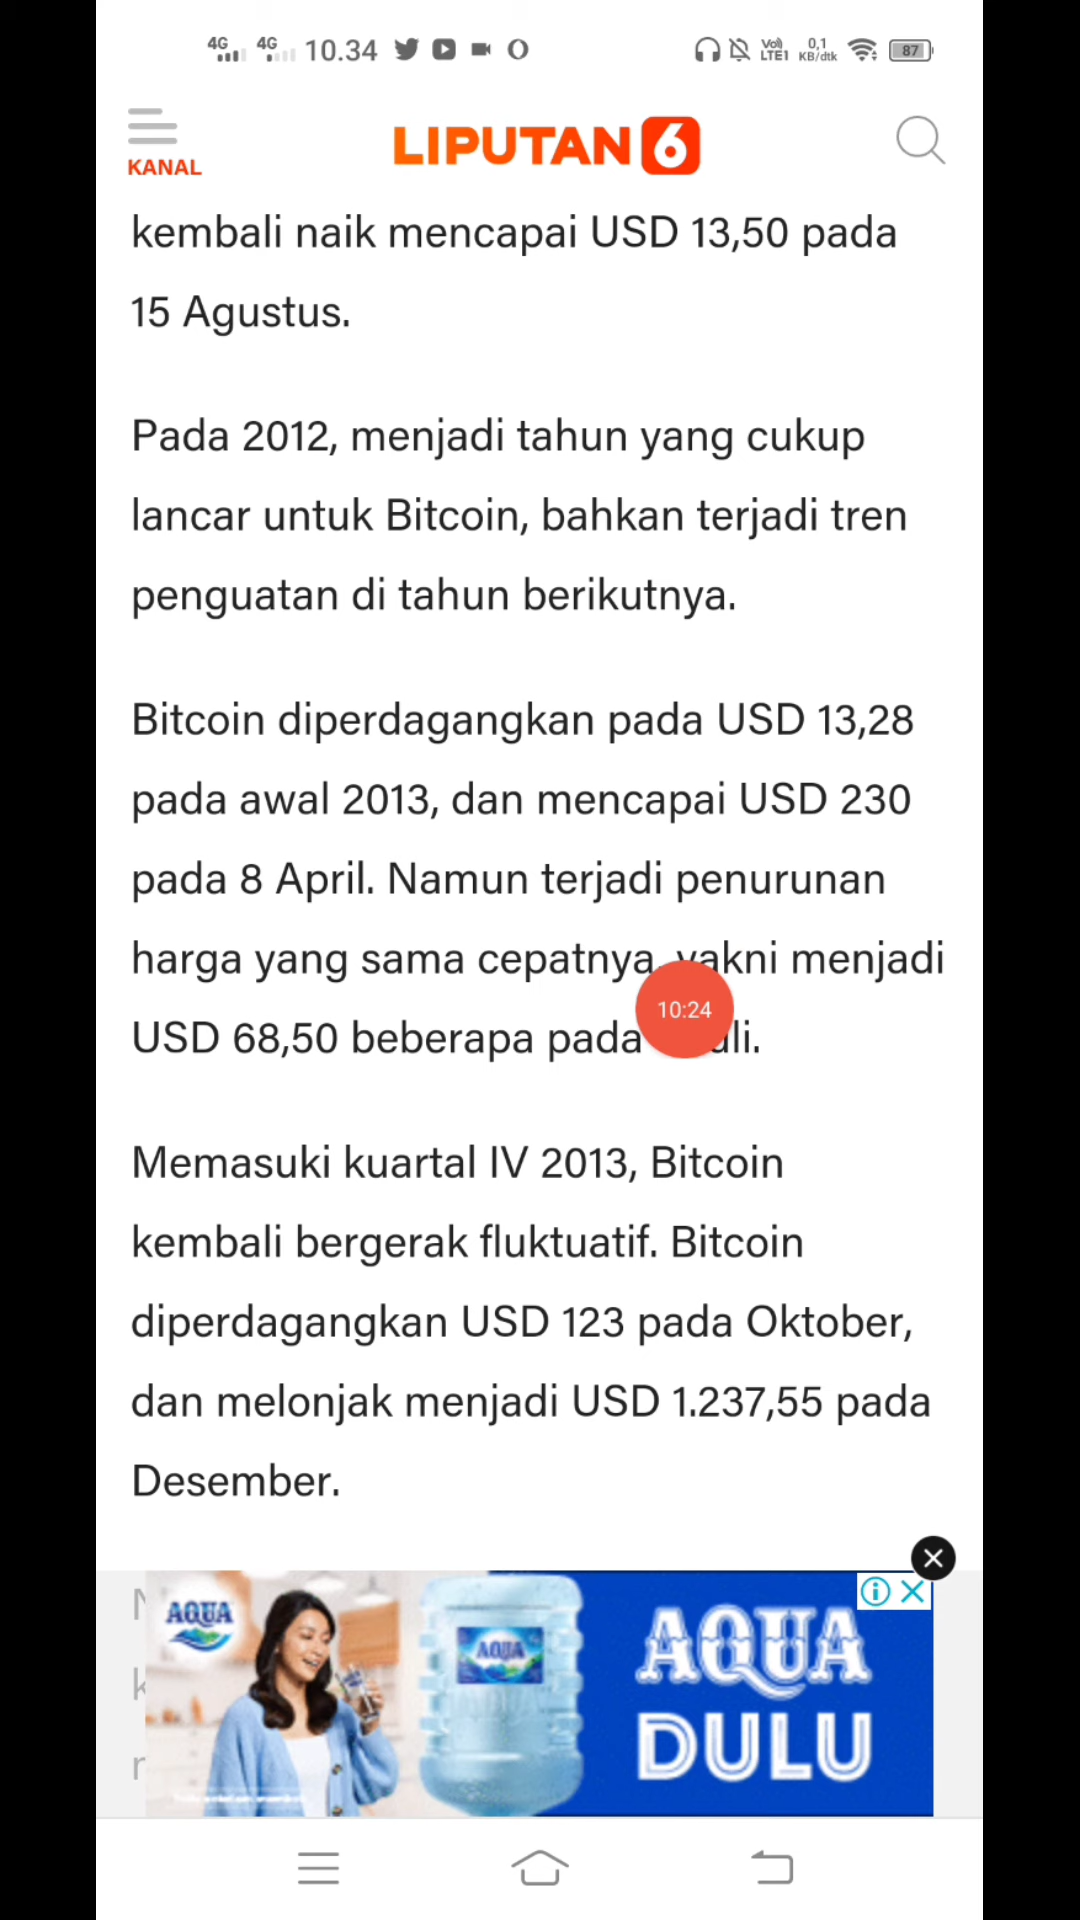 4G 4G 10.34 0,1 KB/dtk VoLTE1 87
KANAL
LIPUTAN6
kembali naik mencapai USD 13,50 pada
15 Agustus.
Pada 2012, menjadi tahun yang cukup
lancar untuk Bitcoin, bahkan terjadi tren
penguatan di tahun berikutnya.
Bitcoin diperdagangkan pada USD 13,28
pada awal 2013, dan mencapai USD 230
pada 8 April. Namun terjadi penurunan
harga yang sama cepatnya, yakni menjadi
10:24
USD 68,50 beberapa pada
Memasuki kuartal IV 2013, Bitcoin
kembali bergerak fluktuatif. Bitcoin
diperdagangkan USD 123 pada Oktober,
dan melonjak menjadi USD 1.237,55 pada
Desember.
AQUA
AQUA
AQUA
DULU